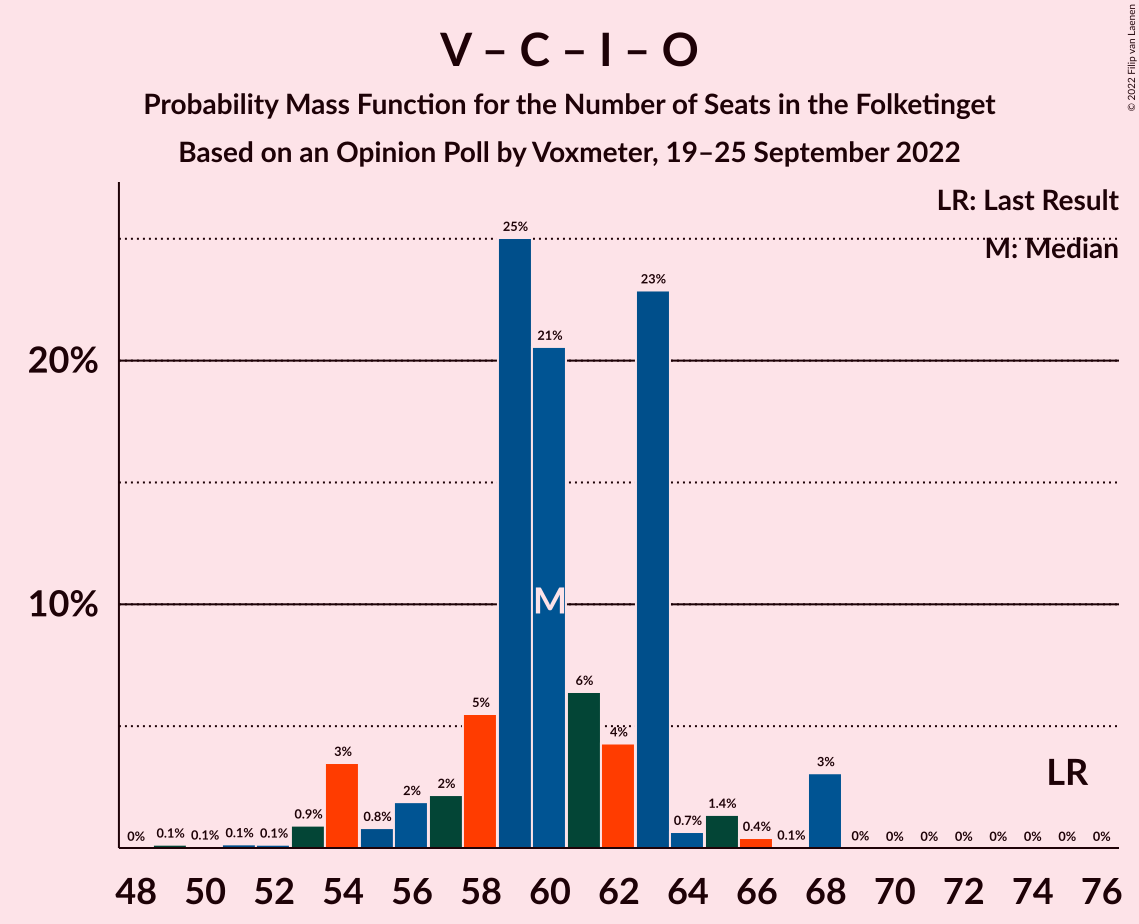 V – C – I – O
Probability Mass Function for the Number of Seats in the Folketinget
Based on an Opinion Poll by Voxmeter, 19–25 September 2022
© 2022 Filip van Laenen
LR: Last Result
M: Median
20%
10%
0% 0.1% 0.1% 0.1% 0.1% 0.9% 3% 0.8% 2% 2% 5% 25% 21% 6% 4% 23% 0.7% 1.4% 0.4% 0.1% 3% 0% 0% 0% 0% 0% 0% 0% 0%
M
LR
48 50 52 54 56 58 60 62 64 66 68 70 72 74 76